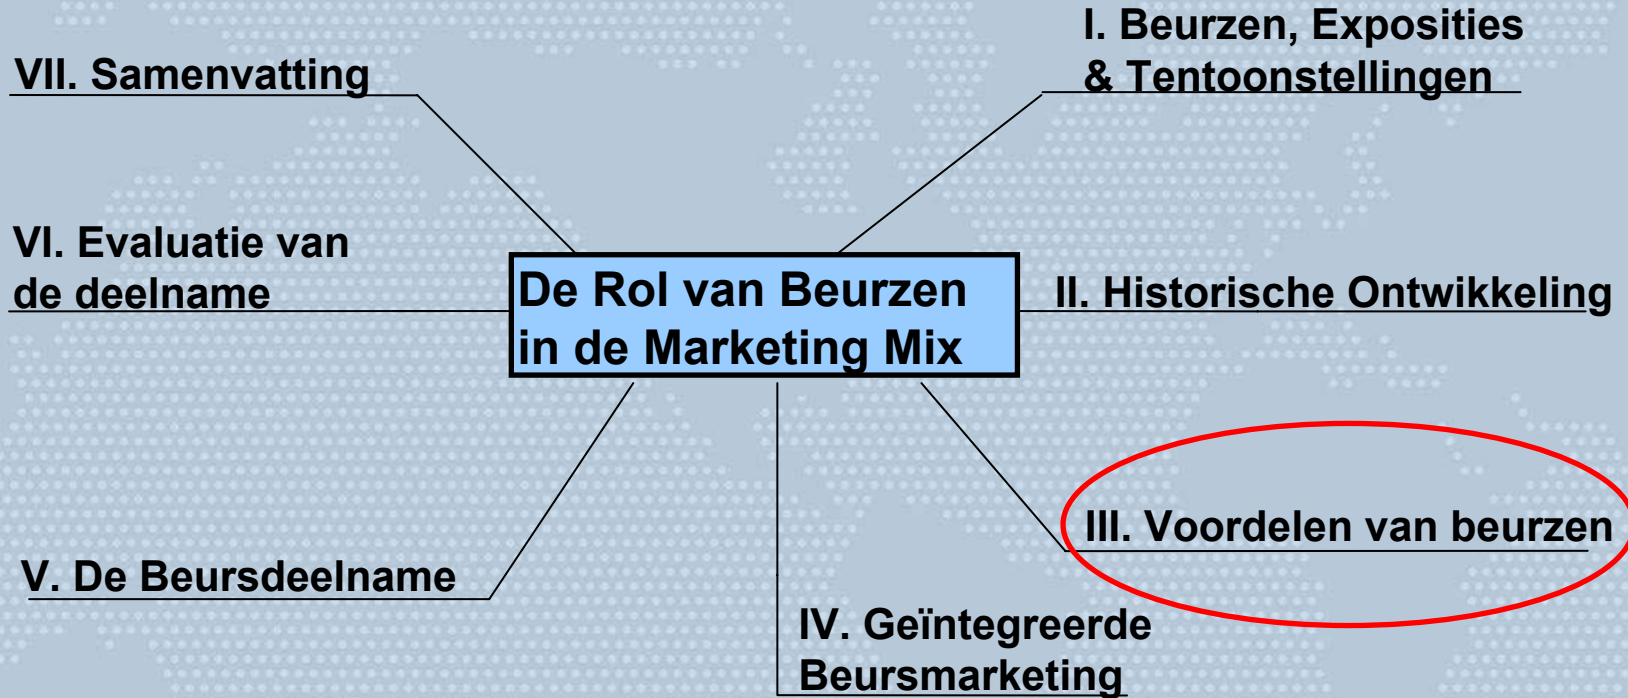 I. Beurzen, Exposities
& Tentoonstellingen
VII. Samenvatting
VI. Evaluatie van
de deelname
De Rol van Beurzen
in de Marketing Mix
II. Historische Ontwikkeling
III. Voordelen van beurzen
V. De Beursdeelname
IV. Geïntegreerde
Beursmarketing